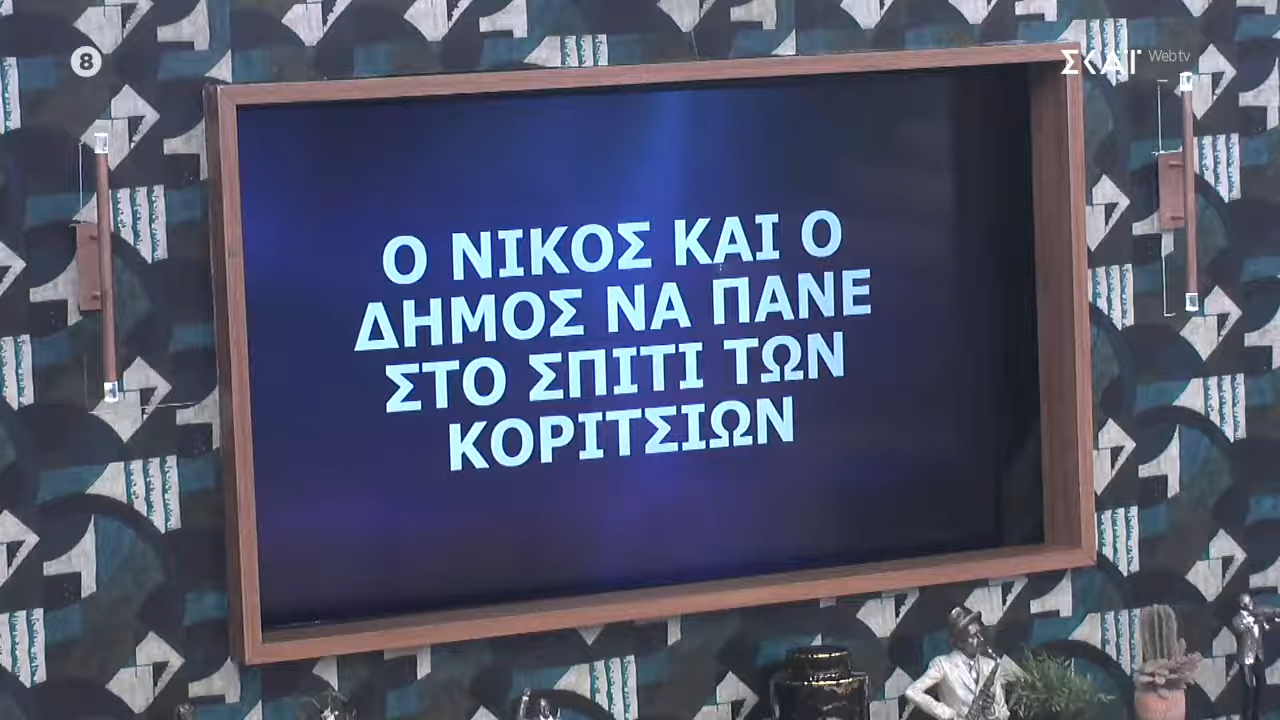 8
ΣΚΑΪ Webtv
Ο ΝΙΚΟΣ ΚΑΙ Ο
ΔΗΜΟΣ ΝΑ ΠΑΝΕ
ΣΤΟ ΣΠΙΤΙ ΤΩΝ
ΚΟΡΙΤΣΙΩΝ